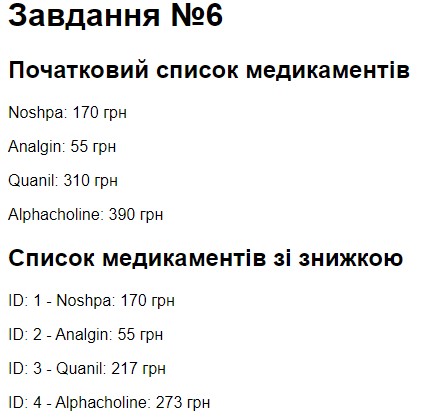 Завдання №6
Початковий список медикаментів
Noshpa: 170 грн
Analgin: 55 грн
Quanil: 310 грн
Alphacholine: 390 грн
Список медикаментів зі знижкою
ID: 1 - Noshpa: 170 грн
ID: 2 - Analgin: 55 грн
ID: 3 - Quanil: 217 грн
ID: 4 - Alphacholine: 273 грн